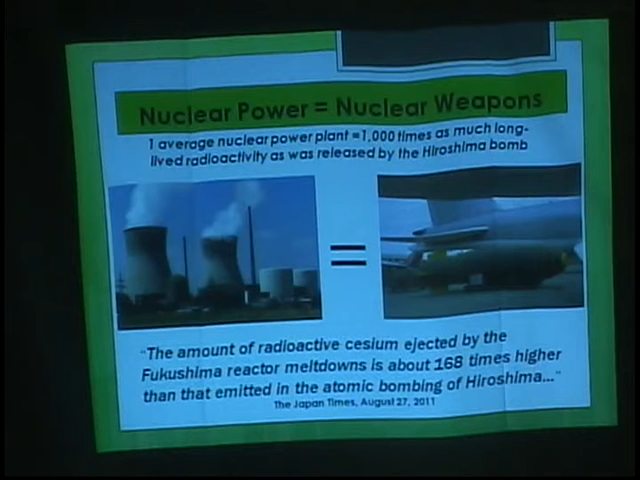 Nuclear Power = Nuclear Weapons
1 average nuclear power plant =1,000 times as much long-
lived radioactivity as was released by the Hiroshima bomb
=
"The amount of radioactive cesium ejected by the
Fukushima reactor meltdowns is about 168 times higher
than that emitted in the atomic bombing of Hiroshima..."
The Japan Times, August 27, 2011